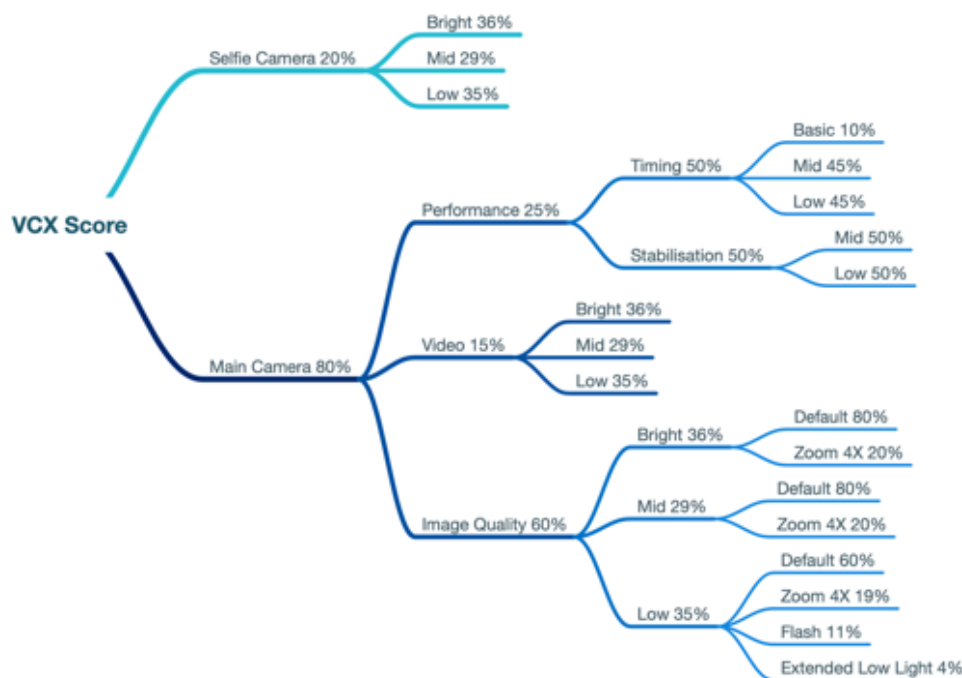 VCX Score
Selfie Camera 20%
Bright 36%
Mid 29%
Low 35%
Main Camera 80%
Performance 25%
Timing 50%
Basic 10%
Mid 45%
Low 45%
Stabilisation 50%
Mid 50%
Low 50%
Video 15%
Bright 36%
Mid 29%
Low 35%
Image Quality 60%
Bright 36%
Default 80%
Zoom 4X 20%
Mid 29%
Default 80%
Zoom 4X 20%
Low 35%
Default 60%
Zoom 4X 19%
Flash 11%
Extended Low Light 4%